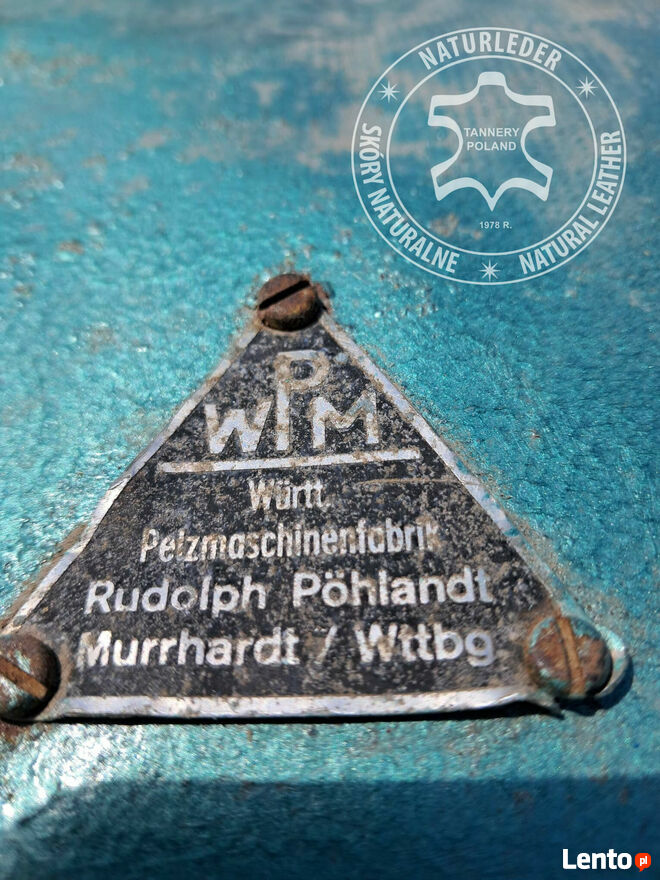 NATURLEDER
TANNERY
POLAND
1978 R.
SKÓRY NATURALNE
NATURAL LEATHER
WPM
Württ.
Pelzmaschinenfabrik
Rudolph Pöhlandt
Murrhardt / Wttbg
Lento.pl